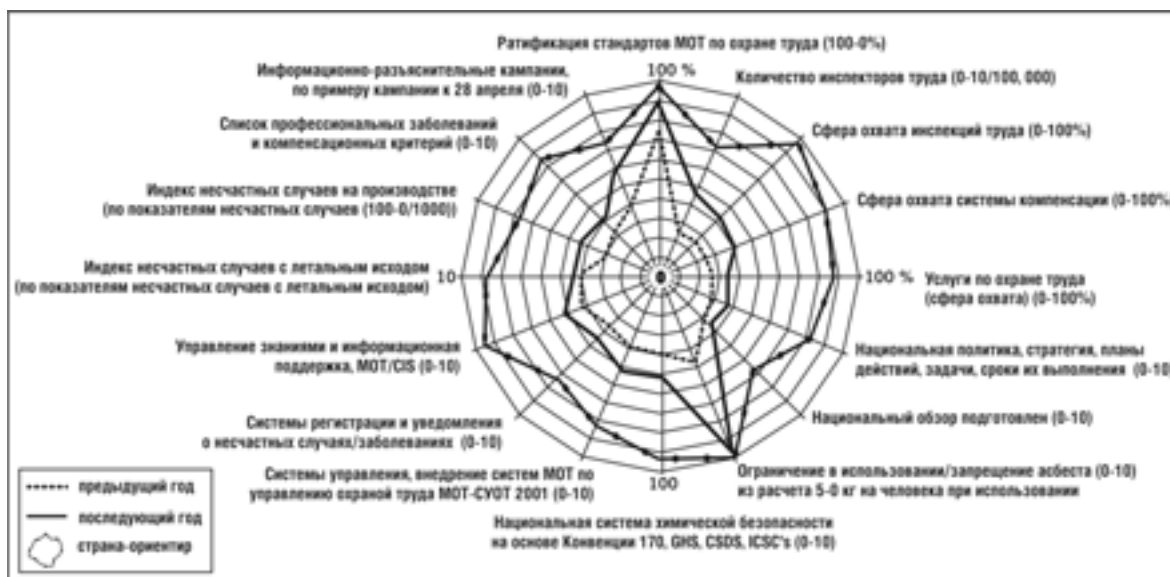 Ратификация стандартов МОТ по охране труда (100-0%)
100 %
Информационно-разъяснительные кампании,
по примеру кампании к 28 апреля (0-10)
Количество инспекторов труда (0-10/100, 000)
Список профессиональных заболеваний
и компенсационных критерий (0-10)
Сфера охвата инспекций труда (0-100%)
Индекс несчастных случаев на производстве
(по показателям несчастных случаев (100-0/1000))
Сфера охвата системы компенсации (0-100%)
Индекс несчастных случаев с летальным исходом
(по показателям несчастных случаев с летальным исходом)
10
0
100 %
Услуги по охране труда
(сфера охвата) (0-100%)
Управление знаниями и информационная
поддержка, МОТ/CIS (0-10)
Национальная политика, стратегия, планы
действий, задачи, сроки их выполнения (0-10)
Системы регистрации и уведомления
о несчастных случаях/заболеваниях (0-10)
Национальный обзор подготовлен (0-10)
Системы управления, внедрение систем МОТ по
управлению охраной труда МОТ-СУОТ 2001 (0-10)
100
Ограничение в использовании/запрещение асбеста (0-10)
из расчета 5-0 кг на человека при использовании
Национальная система химической безопасности
на основе Конвенции 170, GHS, CSDS, ICSC's (0-10)
предыдущий год
последующий год
страна-ориентир